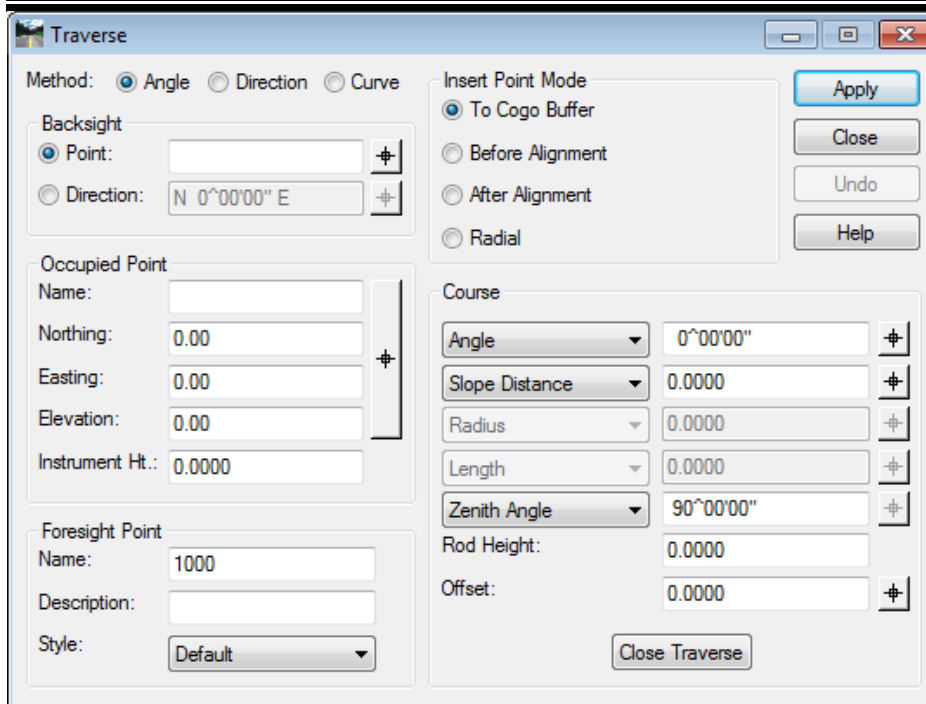 Traverse
Method: Angle Direction Curve
Backsight
Point:
Direction: N 0^00'00" E
Occupied Point
Name:
Northing: 0.00
Easting: 0.00
Elevation: 0.00
Instrument Ht.: 0.0000
Foresight Point
Name: 1000
Description:
Style: Default
Insert Point Mode
To Cogo Buffer
Before Alignment
After Alignment
Radial
Apply
Close
Undo
Help
Course
Angle 0^00'00"
Slope Distance 0.0000
Radius 0.0000
Length 0.0000
Zenith Angle 90^00'00"
Rod Height: 0.0000
Offset: 0.0000
Close Traverse